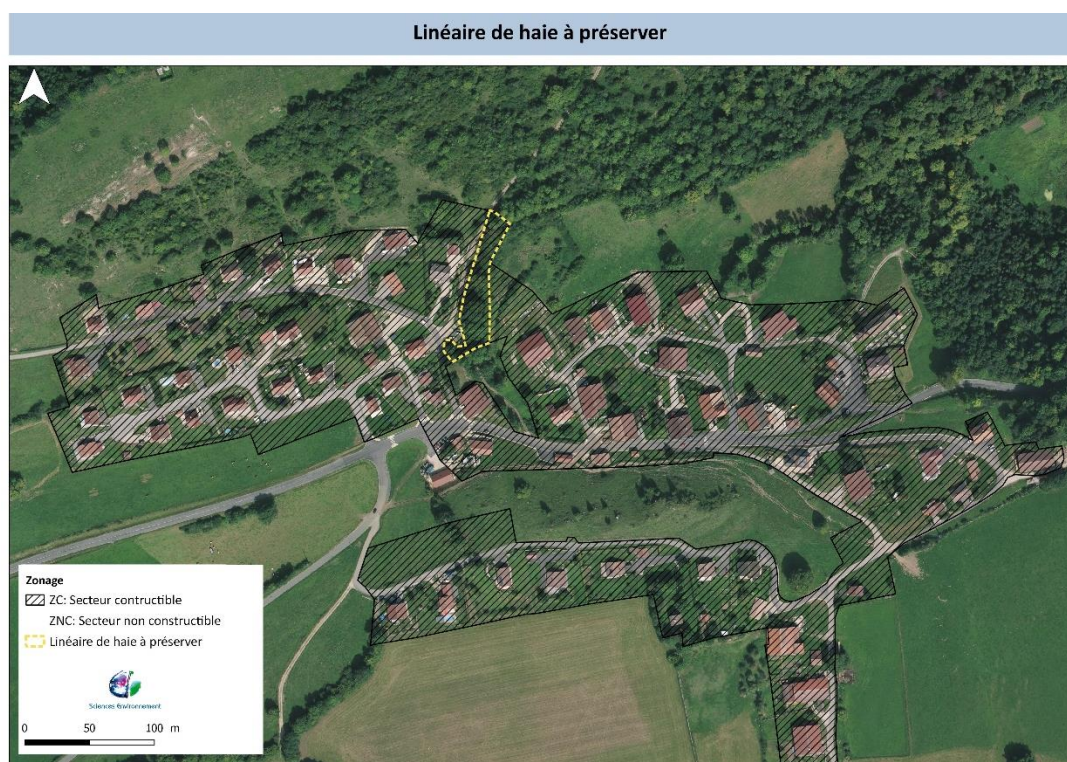 Linéaire de haie à préserver
Zonage
ZC: Secteur contructible
ZNC: Secteur non constructible
Linéaire de haie à préserver
Sciences Environnement
0 50 100 m